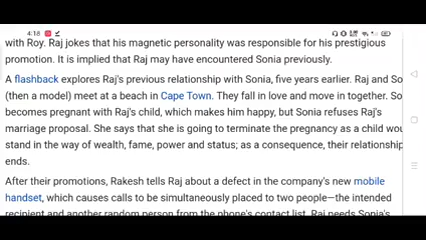 4:18
with Roy. Raj jokes that his magnetic personality was responsible for his prestigious
promotion. It is implied that Raj may have encountered Sonia previously.
A flashback explores Raj's previous relationship with Sonia, five years earlier. Raj and So
(then a model) meet at a beach in Cape Town. They fall in love and move in together. So
becomes pregnant with Raj's child, which makes him happy, but Sonia refuses Raj's
marriage proposal. She says that she is going to terminate the pregnancy as a child wou
stand in the way of wealth, fame, power and status; as a consequence, their relationship
ends.
After their promotions, Rakesh tells Raj about a defect in the company's new mobile
handset, which causes calls to be simultaneously placed to two people—the intended
recipient and another random person from the phone's contact list. Raj needs Sonia's